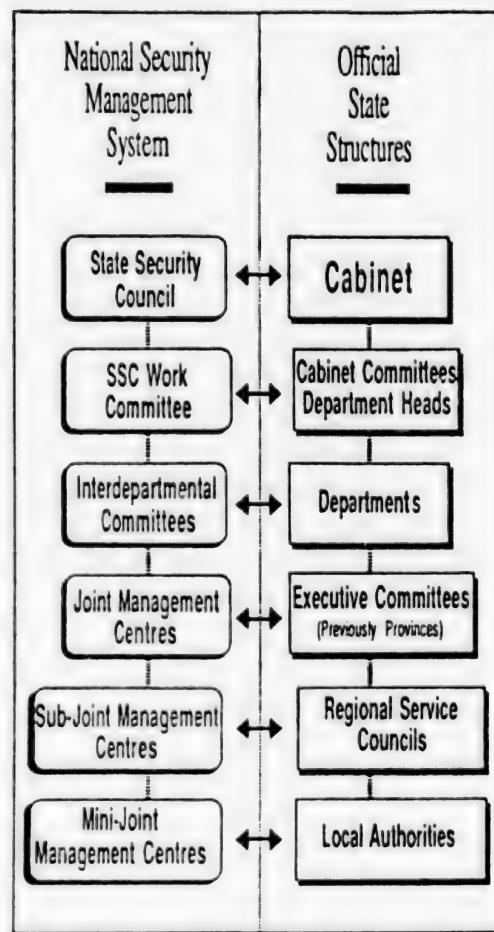 National Security
Management
System
State Security
Council
SSC Work
Committee
Interdepartmental
Committees
Joint Management
Centres
Sub-Joint Management
Centres
Mini-Joint
Management Centres
Official
State
Structures
Cabinet
Cabinet Committees
Department Heads
Departments
Executive Committees
(Previously Provinces)
Regional Service
Councils
Local Authorities